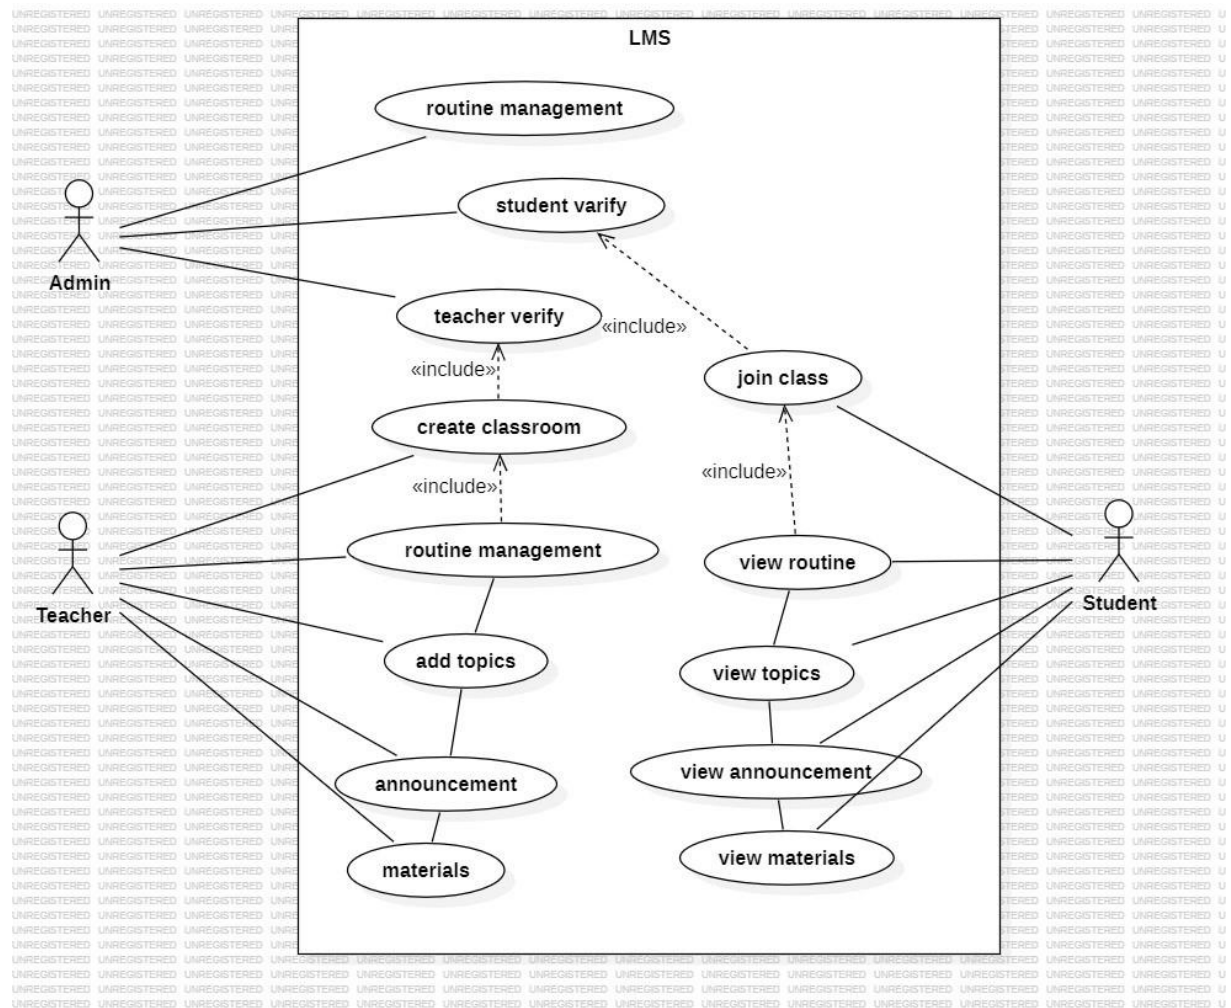 LMS
routine management
student varify
Admin
teacher verify
«include»
«include»
join class
create classroom
«include»
«include»
routine management
view routine
Teacher
Student
add topics
view topics
announcement
view announcement
materials
view materials
UNREGISTERED